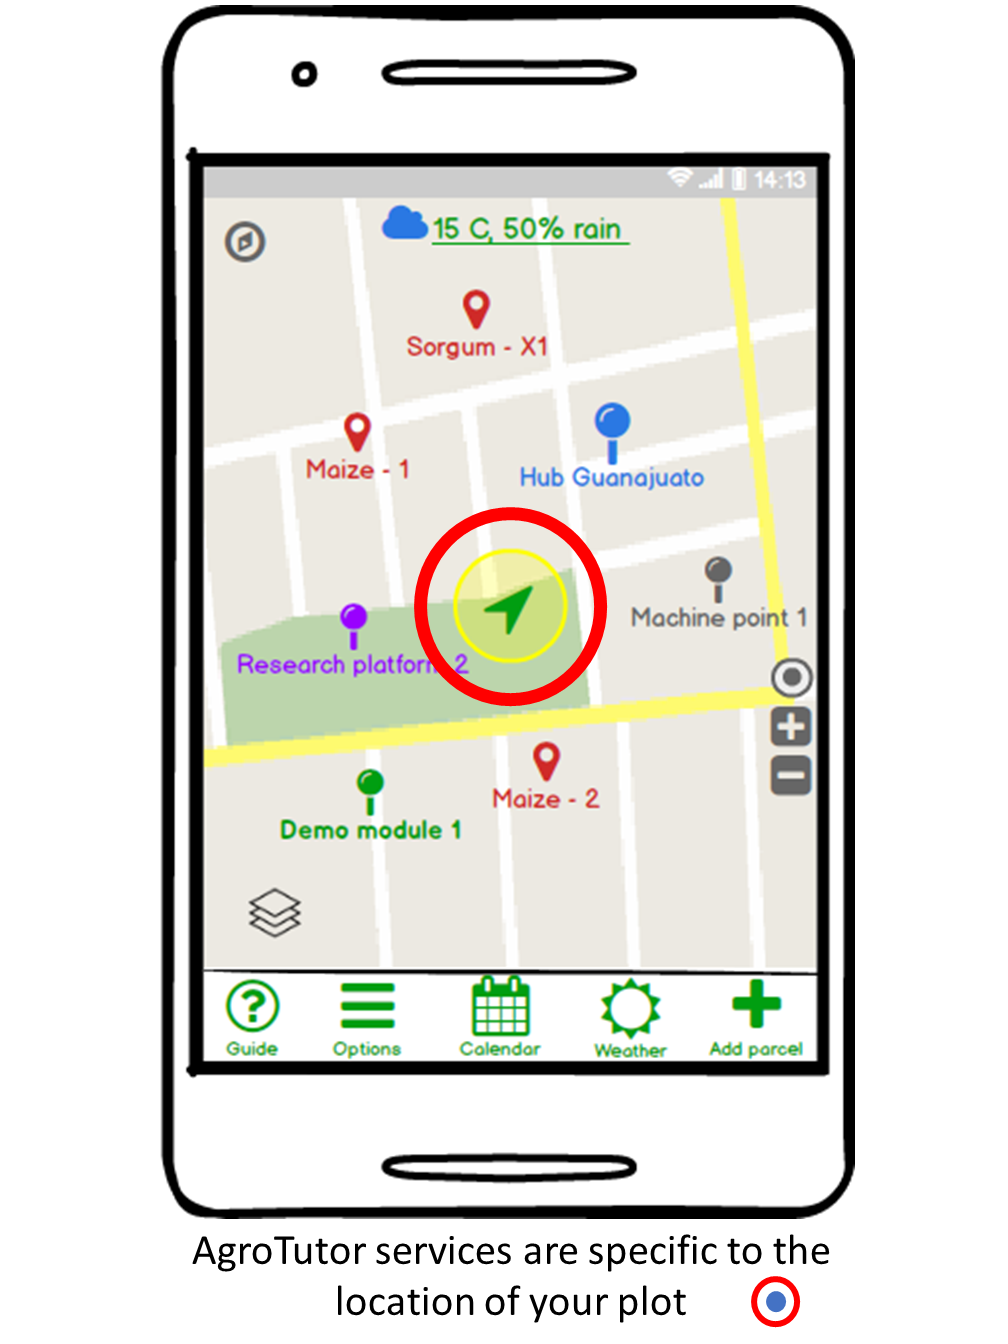 14:13
15 C, 50% rain
Sorgum - X1
Maize - 1
Hub Guanajuato
Machine point 1
Research platform 2
Maize - 2
Demo module 1
Guide
Options
Calendar
Weather
Add parcel
AgroTutor services are specific to the
location of your plot